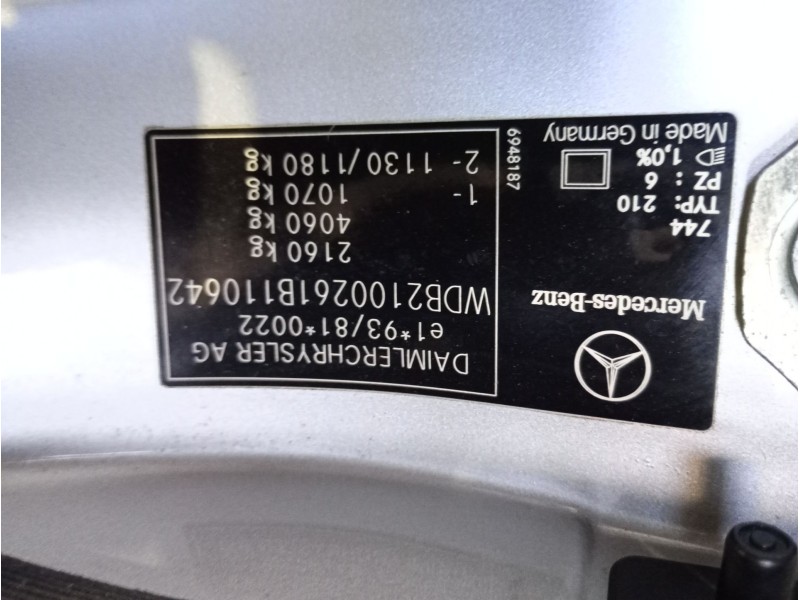 Mercedes-Benz
744
TYP: 210
PZ : 6
1,0%
Made in Germany
6948187
DAIMLERCHRYSLER AG
e1*93/81*0022
WDB2100261B110642
2160 kg
4060 kg
1- 1070 kg
2- 1130/1180 kg